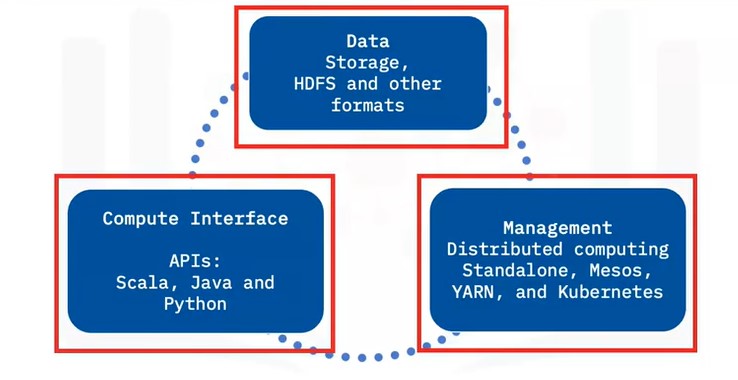 Data
Storage,
HDFS and other
formats
Compute Interface
APIs:
Scala, Java and
Python
Management
Distributed computing
Standalone, Mesos,
YARN, and Kubernetes